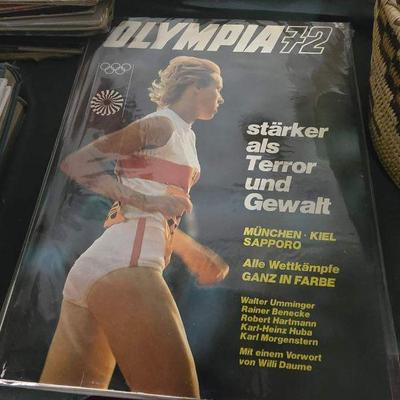 OLYMPIA 72
stärker
als
Terror
und
Gewalt
MÜNCHEN · KIEL
SAPPORO
Alle Wettkämpfe
GANZ IN FARBE
Walter Umminger
Rainer Benecke
Robert Hartmann
Karl-Heinz Huba
Karl Morgenstern
Mit einem Vorwort
von Willi Daume